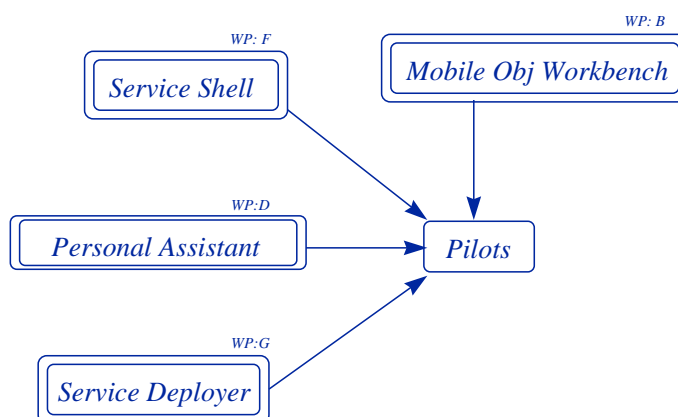 WP: F
WP: B
Service Shell
Mobile Obj Workbench
WP:D
Personal Assistant
Pilots
WP:G
Service Deployer